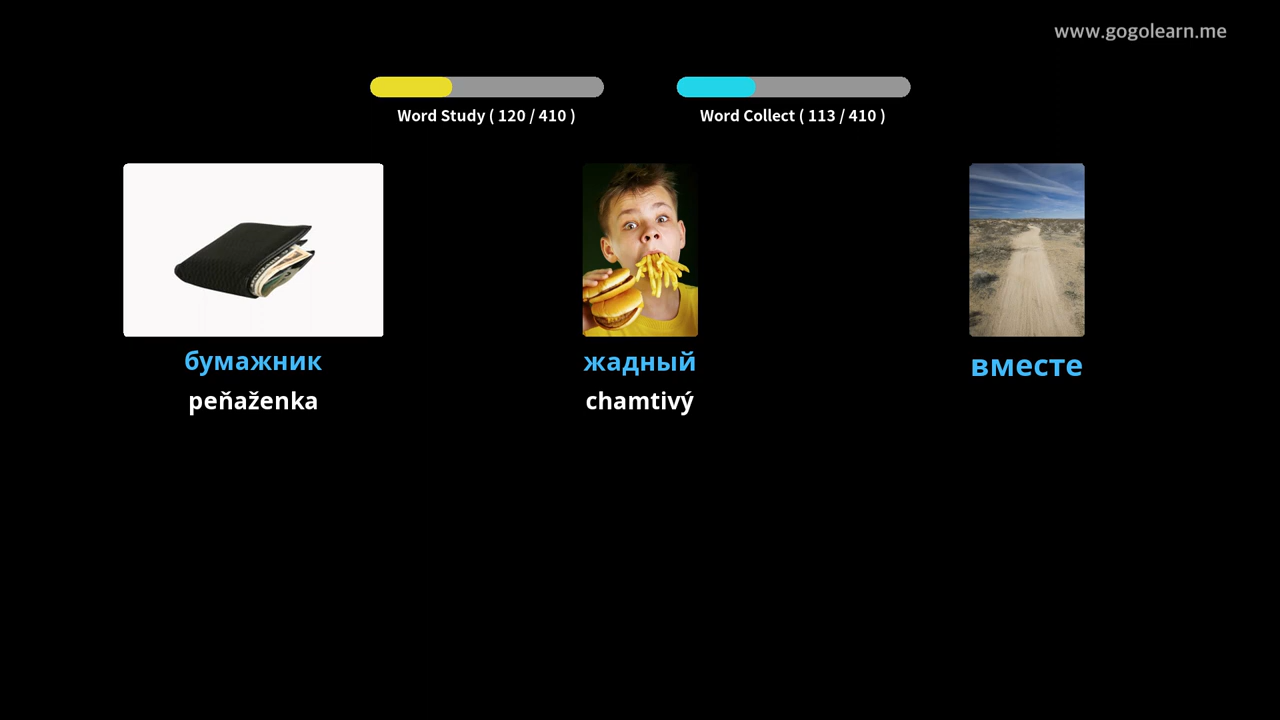 www.gogolearn.me
Word Study ( 120 / 410 )
Word Collect ( 113 / 410 )
бумажник
жадный
вместе
peňaženka
chamtivý